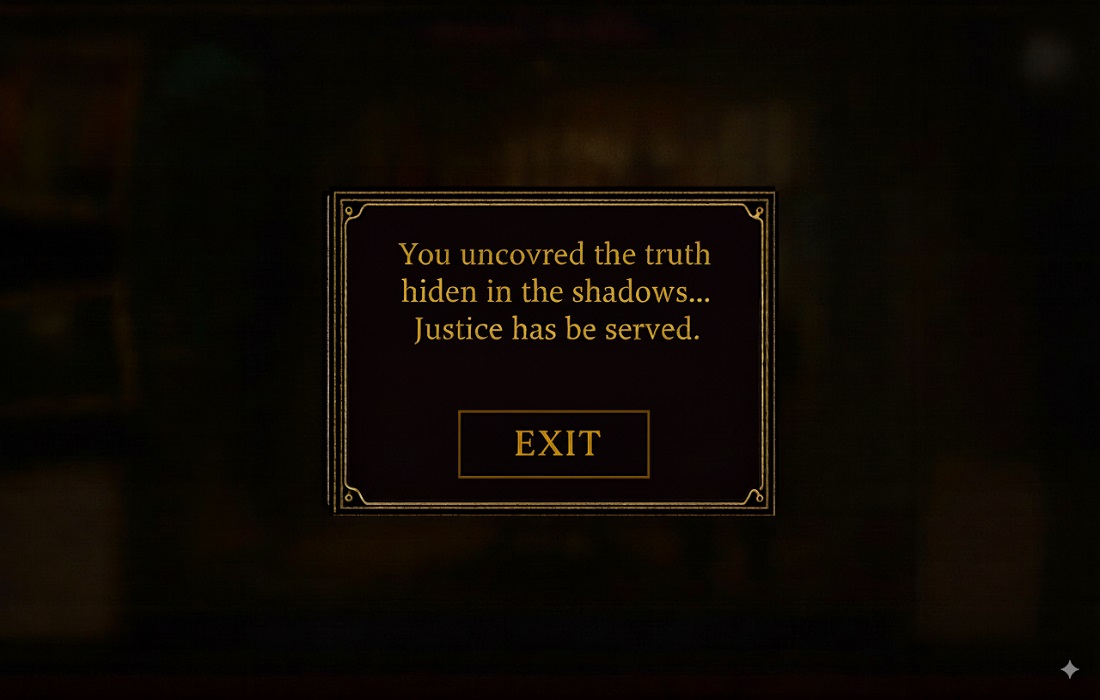 You uncovred the truth
hiden in the shadows...
Justice has be served.
EXIT